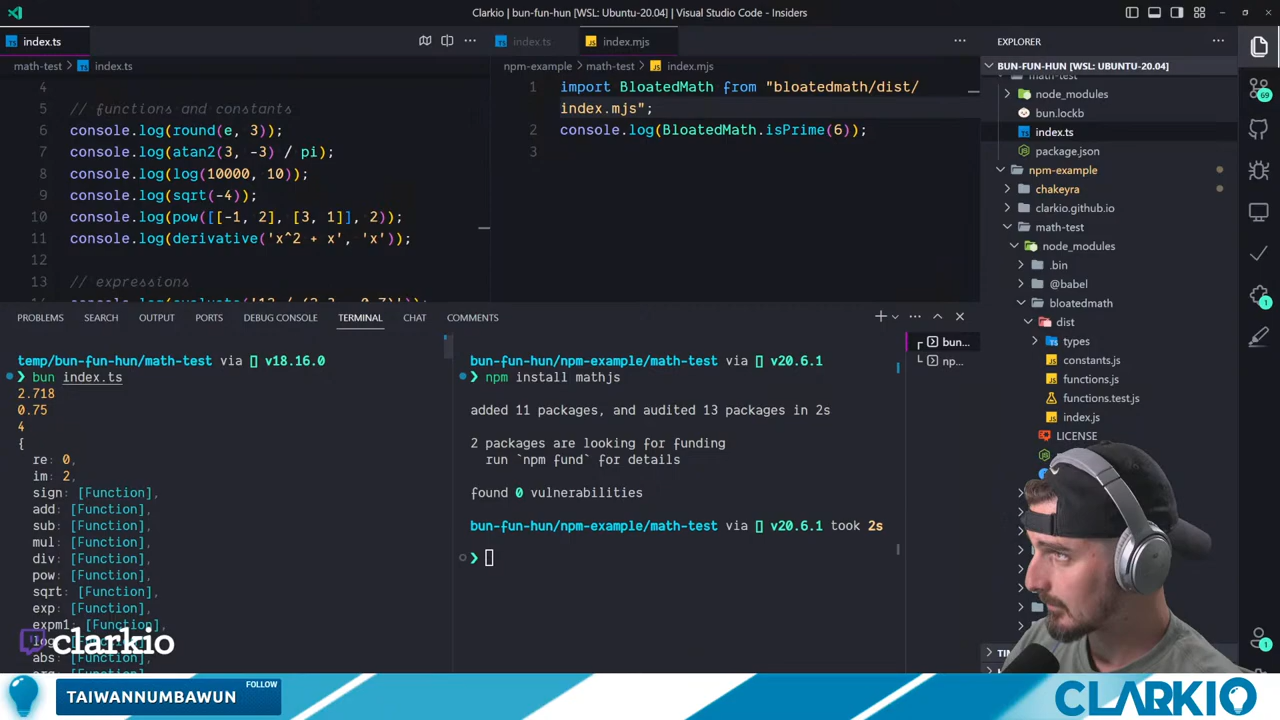 Clarkio | bun-fun-hun [WSL: Ubuntu-20.04] | Visual Studio Code - Insiders
index.ts
math-test > index.ts
4
5 // functions and constants
6 console.log(round(e, 3));
7 console.log(atan2(3, -3) / pi);
8 console.log(log(10000, 10));
9 console.log(sqrt(-4));
10 console.log(pow([[-1, 2], [3, 1]], 2));
11 console.log(derivative('x^2 + x', 'x'));
12
13 // expressions
index.ts index.mjs
npm-example > math-test > index.mjs
1 import BloatedMath from "bloatedmath/dist/
index.mjs";
2 console.log(BloatedMath.isPrime(6));
3
EXPLORER
BUN-FUN-HUN [WSL: UBUNTU-20.04]
math-test
node_modules
bun.lockb
index.ts
package.json
npm-example
chakeyra
clarkio.github.io
math-test
node_modules
.bin
@babel
bloatedmath
dist
types
constants.js
functions.js
functions.test.js
index.js
LICENSE
69
1
1
PROBLEMS SEARCH OUTPUT PORTS DEBUG CONSOLE TERMINAL CHAT COMMENTS
temp/bun-fun-hun/math-test via v18.16.0
❯ bun index.ts
2.718
0.75
4
{
re: 0,
im: 2,
sign: [Function],
add: [Function],
sub: [Function],
mul: [Function],
div: [Function],
pow: [Function],
sqrt: [Function],
exp: [Function],
expm1: [Function],
abs: [Function],
bun-fun-hun/npm-example/math-test via v20.6.1
❯ npm install mathjs
added 11 packages, and audited 13 packages in 2s
2 packages are looking for funding
run `npm fund` for details
found 0 vulnerabilities
bun-fun-hun/npm-example/math-test via v20.6.1 took 2s
❯
bun...
np...
clarkio
TAIWANNUMBAWUN
FOLLOW
CLARKIO